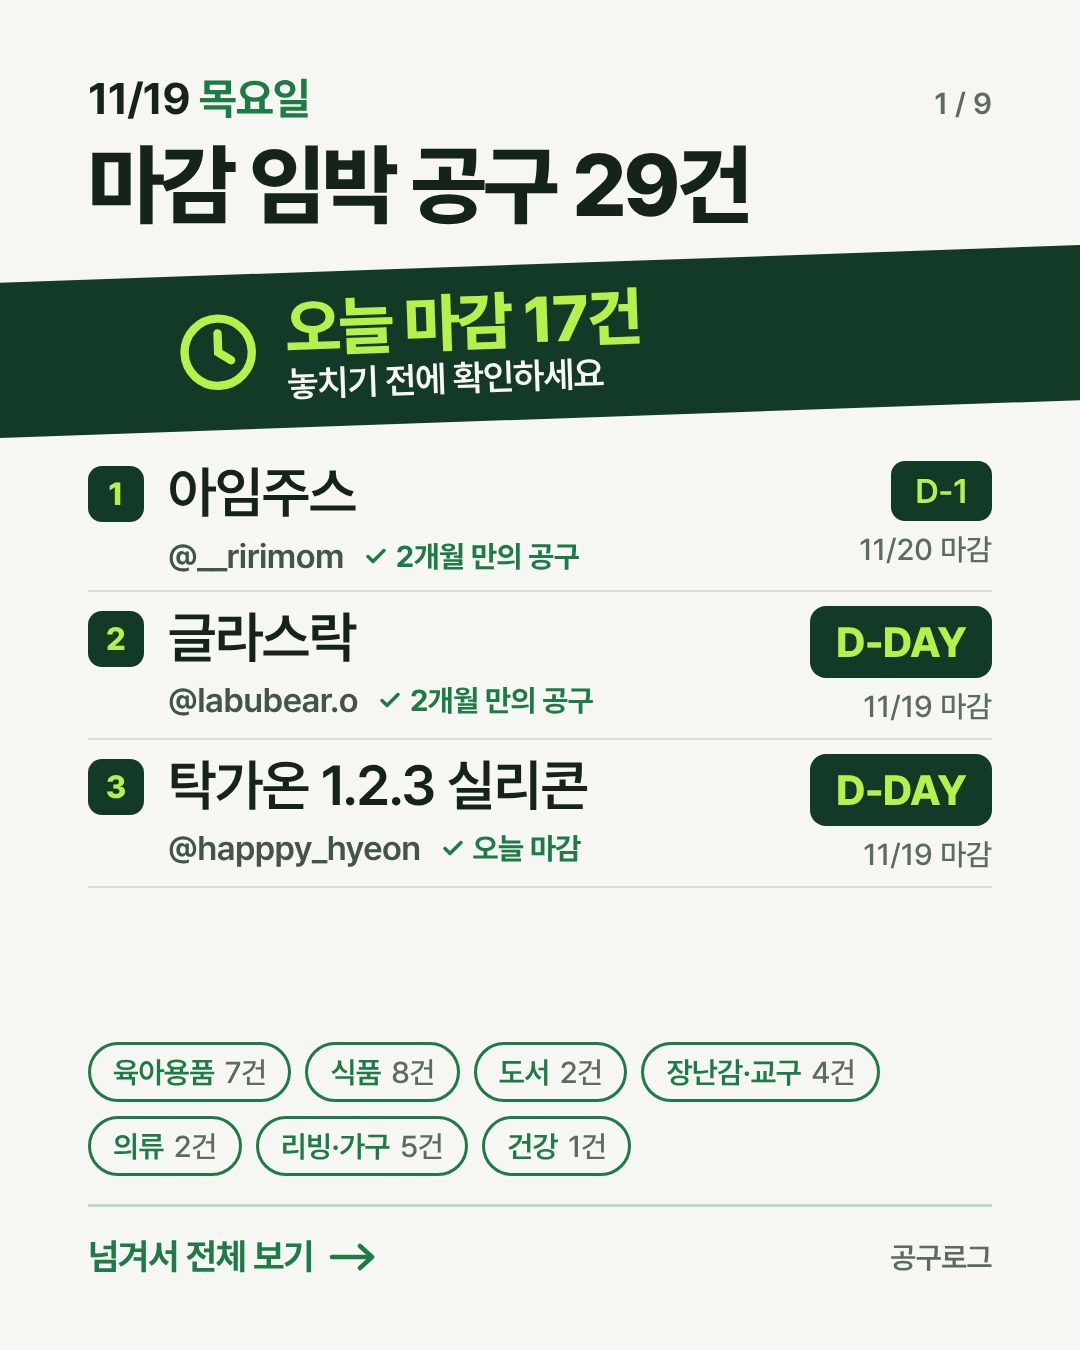 11/19 목요일
1 / 9
마감 임박 공구 29건
오늘 마감 17건
놓치기 전에 확인하세요
1 아임주스 D-1
@__ririmom ✓ 2개월 만의 공구 11/20 마감
2 글라스락 D-DAY
@labubear.o ✓ 2개월 만의 공구 11/19 마감
3 탁가온 1.2.3 실리콘 D-DAY
@happpy_hyeon ✓ 오늘 마감 11/19 마감
육아용품 7건 식품 8건 도서 2건 장난감·교구 4건
의류 2건 리빙·가구 5건 건강 1건
넘겨서 전체 보기 → 공구로그